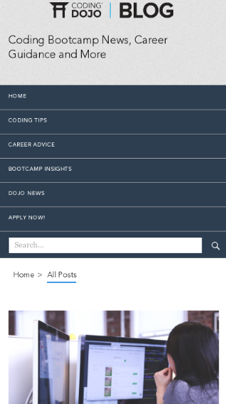 CODING DOJO | BLOG
Coding Bootcamp News, Career
Guidance and More
HOME
CODING TIPS
CAREER ADVICE
BOOTCAMP INSIGHTS
DOJO NEWS
APPLY NOW!
Search...
Home > All Posts